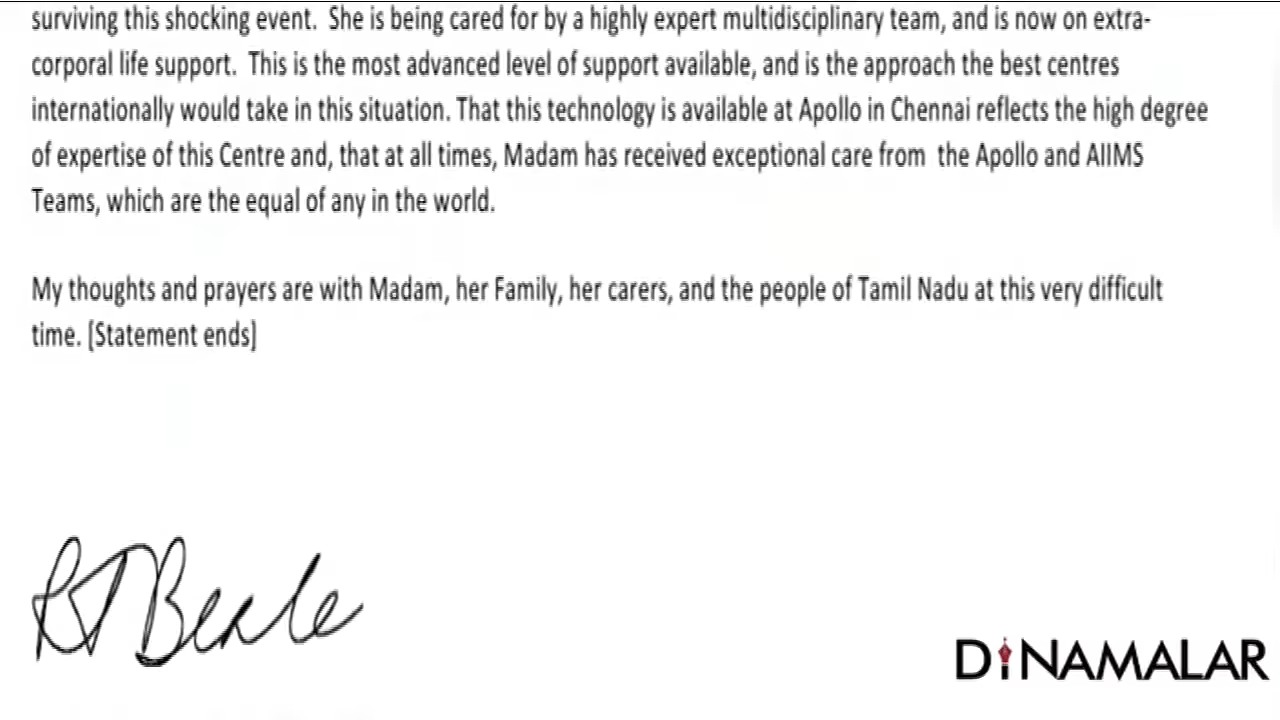 surviving this shocking event.  She is being cared for by a highly expert multidisciplinary team, and is now on extra-
corporal life support.  This is the most advanced level of support available, and is the approach the best centres
internationally would take in this situation. That this technology is available at Apollo in Chennai reflects the high degree
of expertise of this Centre and, that at all times, Madam has received exceptional care from  the Apollo and AIIMS
Teams, which are the equal of any in the world.
My thoughts and prayers are with Madam, her Family, her carers, and the people of Tamil Nadu at this very difficult
time. [Statement ends]
R Beale
DiNAMALAR